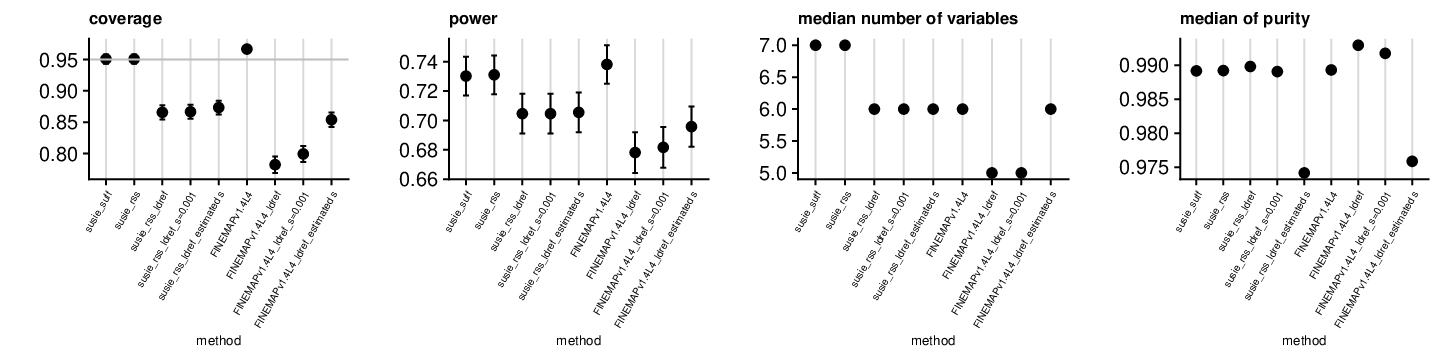 coverage
0.95
0.90
0.85
0.80
susie_suff
susie_rss
susie_rss_ldref
susie_rss_ldref_s=0.001
susie_rss_ldref_estimated.s
FINEMAPv1.4L4
FINEMAPv1.4L4_ldref
FINEMAPv1.4L4_ldref_s=0.001
FINEMAPv1.4L4_ldref_estimated.s
method
power
0.74
0.72
0.70
0.68
0.66
susie_suff
susie_rss
susie_rss_ldref
susie_rss_ldref_s=0.001
susie_rss_ldref_estimated.s
FINEMAPv1.4L4
FINEMAPv1.4L4_ldref
FINEMAPv1.4L4_ldref_s=0.001
FINEMAPv1.4L4_ldref_estimated.s
method
median number of variables
7.0
6.5
6.0
5.5
5.0
susie_suff
susie_rss
susie_rss_ldref
susie_rss_ldref_s=0.001
susie_rss_ldref_estimated.s
FINEMAPv1.4L4
FINEMAPv1.4L4_ldref
FINEMAPv1.4L4_ldref_s=0.001
FINEMAPv1.4L4_ldref_estimated.s
method
median of purity
0.990
0.985
0.980
0.975
susie_suff
susie_rss
susie_rss_ldref
susie_rss_ldref_s=0.001
susie_rss_ldref_estimated.s
FINEMAPv1.4L4
FINEMAPv1.4L4_ldref
FINEMAPv1.4L4_ldref_s=0.001
FINEMAPv1.4L4_ldref_estimated.s
method